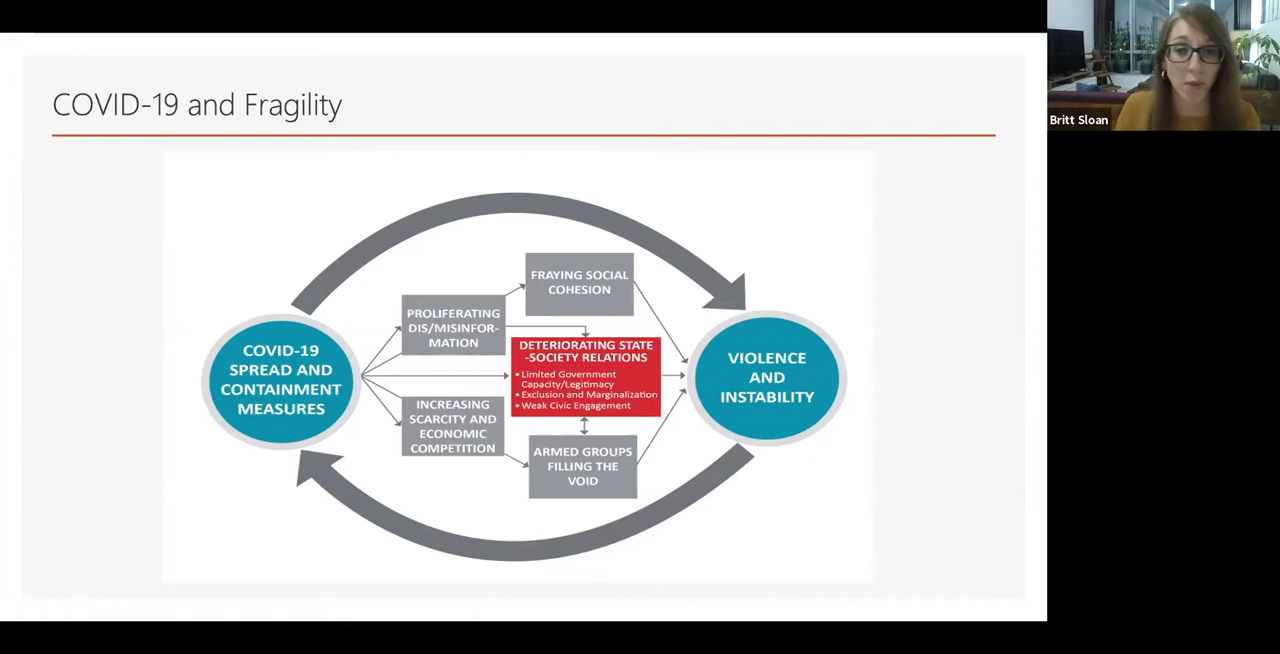 COVID-19 and Fragility
Britt Sloan
FRAYING SOCIAL
COHESION
PROLIFERATING
DIS/MISINFOR-
MATION
DETERIORATING STATE
-SOCIETY RELATIONS
• Limited Government
Capacity/Legitimacy
• Exclusion and Marginalization
• Weak Civic Engagement
COVID-19
SPREAD AND
CONTAINMENT
MEASURES
VIOLENCE
AND
INSTABILITY
INCREASING
SCARCITY AND
ECONOMIC
COMPETITION
ARMED GROUPS
FILLING THE
VOID